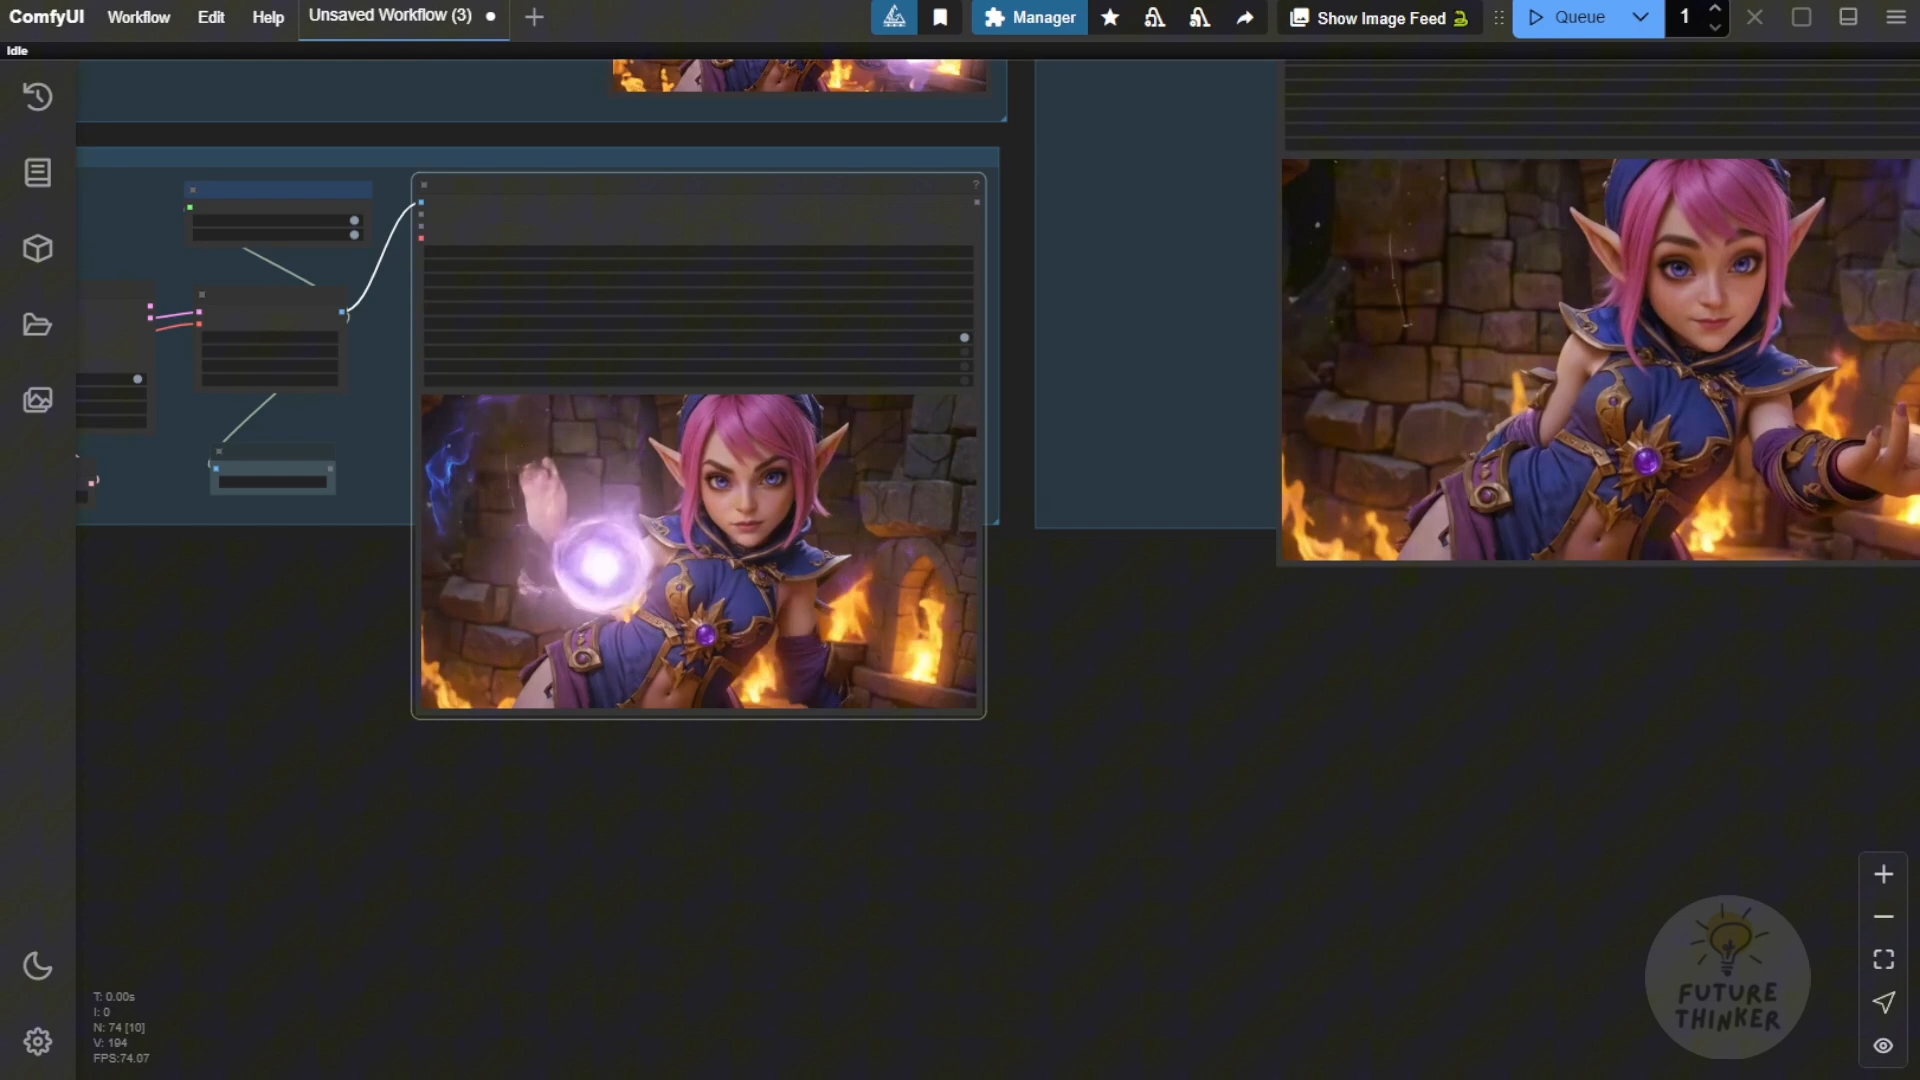 ComfyUI Workflow Edit Help Unsaved Workflow (3) Manager Show Image Feed Queue 1
Idle
?
T: 0.00s
I: 0
N: 74 [10]
V: 194
FPS:74.07
FUTURE
THINKER